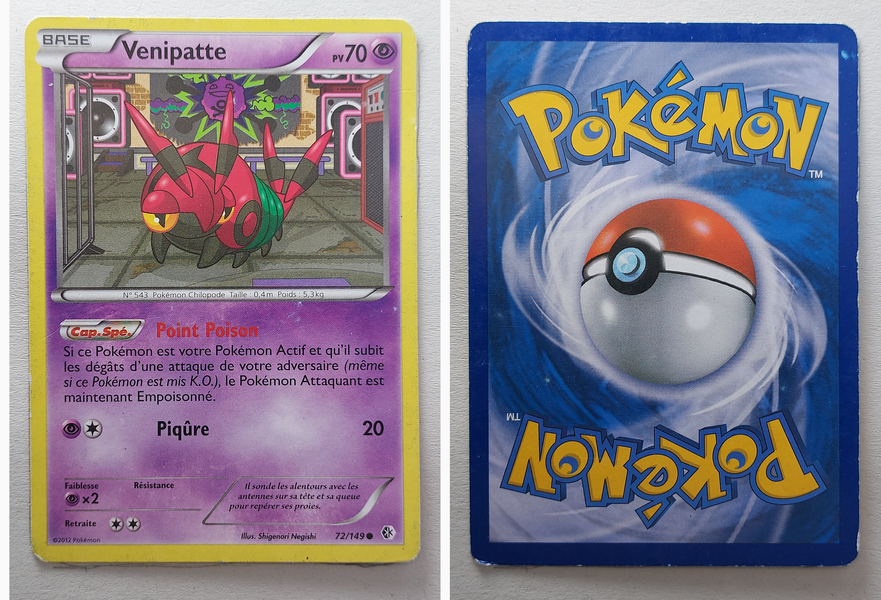 BASE
Venipatte
PV70
N° 543 Pokémon Chilopode Taille : 0,4m Poids : 5,3kg
Cap. Spé. Point Poison
Si ce Pokémon est votre Pokémon Actif et qu'il subit
les dégâts d'une attaque de votre adversaire (même
si ce Pokémon est mis K.O.), le Pokémon Attaquant est
maintenant Empoisonné.
Piqûre 20
Faiblesse Résistance
×2
Retraite
Il sonde les alentours avec les
antennes sur sa tête et sa queue
pour repérer ses proies.
©2012 Pokémon
Illus. Shigenori Negishi
72/149
POKéMON
TM
TM
POKéMON